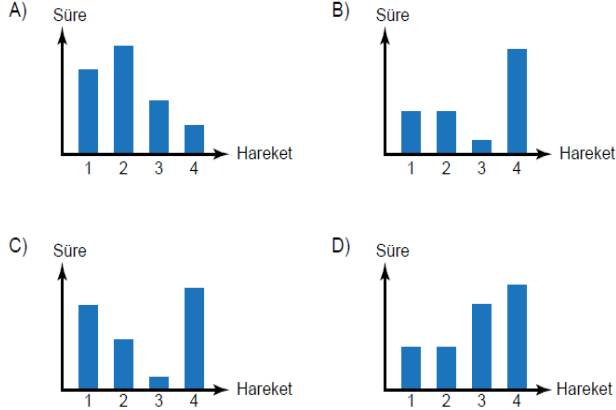 A) Süre
Hareket
1 2 3 4
B) Süre
Hareket
1 2 3 4
C) Süre
Hareket
1 2 3 4
D) Süre
Hareket
1 2 3 4